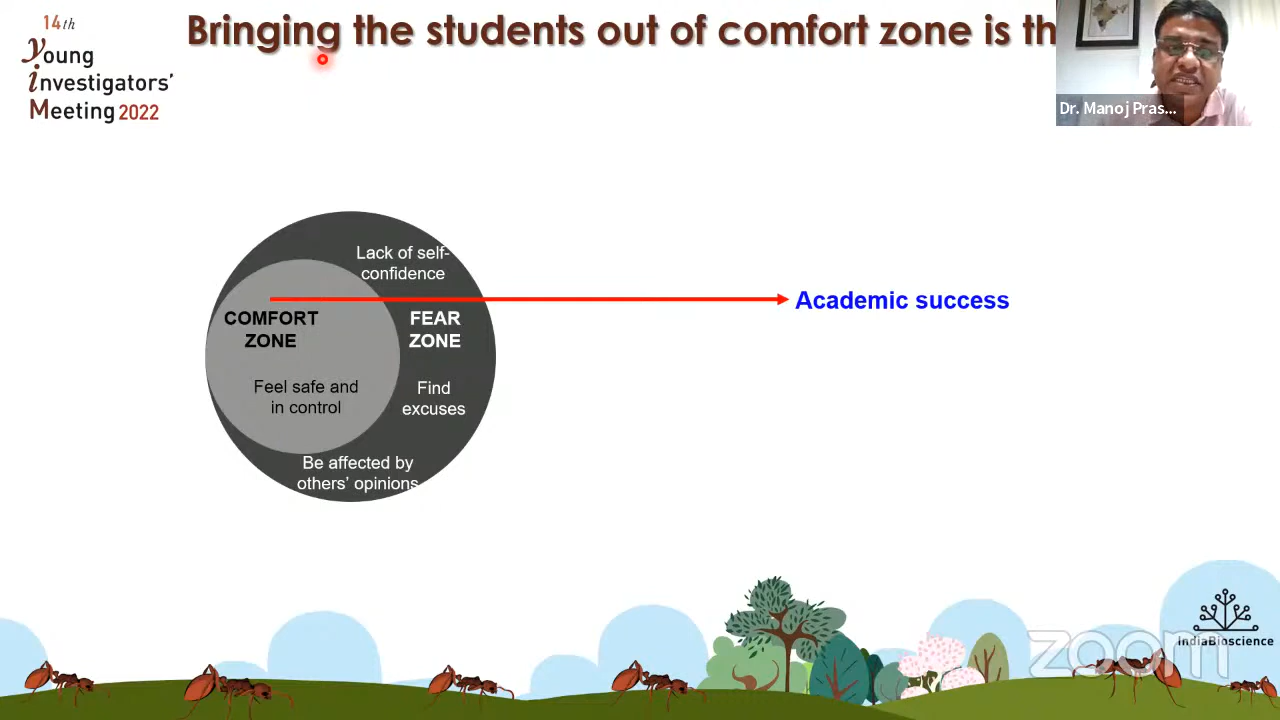 14th
Young
investigators'
Meeting 2022
Bringing the students out of comfort zone is th
Dr. Manoj Pras...
Lack of self-
confidence
Academic success
COMFORT
ZONE
FEAR
ZONE
Feel safe and
in control
Find
excuses
Be affected by
others' opinions
zoom
IndiaBioscience